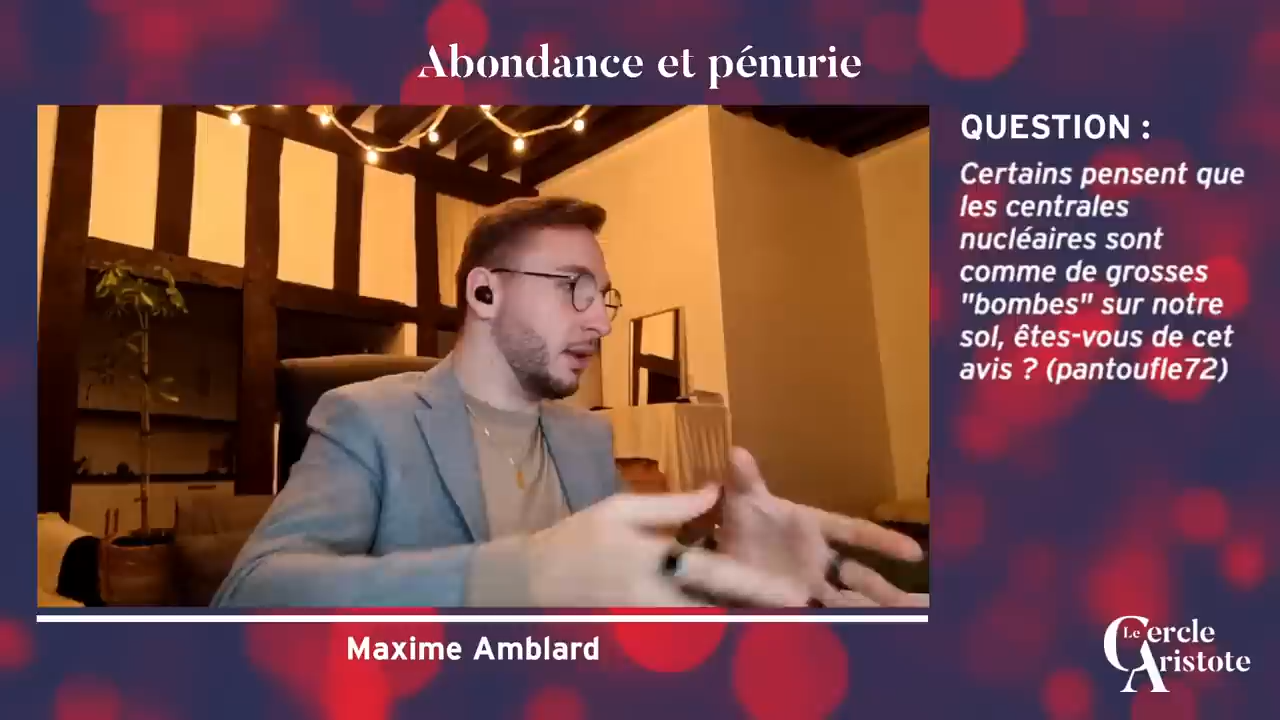 Abondance et pénurie
QUESTION :
Certains pensent que
les centrales
nucléaires sont
comme de grosses
"bombes" sur notre
sol, êtes-vous de cet
avis ? (pantoufle72)
Maxime Amblard
Le Cercle
Aristote